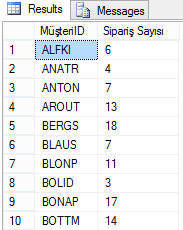 Results Messages
MüşteriID Sipariş Sayısı
1 ALFKI 6
2 ANATR 4
3 ANTON 7
4 AROUT 13
5 BERGS 18
6 BLAUS 7
7 BLONP 11
8 BOLID 3
9 BONAP 17
10 BOTTM 14